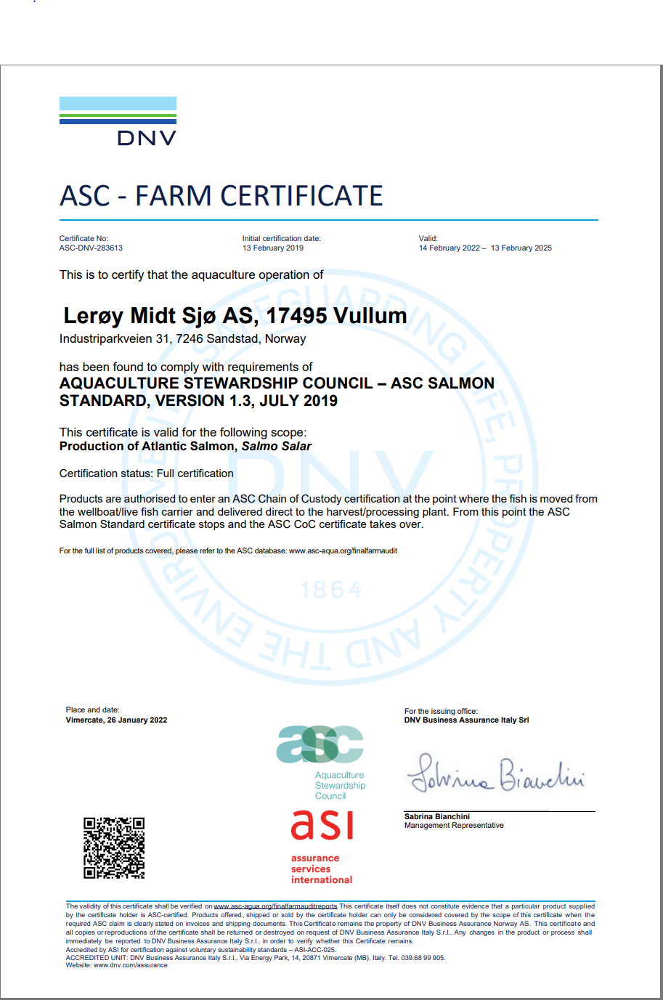 DNV
ASC - FARM CERTIFICATE
Certificate No:
ASC-DNV-283613
Initial certification date:
13 February 2019
Valid:
14 February 2022 – 13 February 2025
This is to certify that the aquaculture operation of
Lerøy Midt Sjø AS, 17495 Vullum
Industriparkveien 31, 7246 Sandstad, Norway
has been found to comply with requirements of
AQUACULTURE STEWARDSHIP COUNCIL – ASC SALMON
STANDARD, VERSION 1.3, JULY 2019
This certificate is valid for the following scope:
Production of Atlantic Salmon, Salmo Salar
Certification status: Full certification
Products are authorised to enter an ASC Chain of Custody certification at the point where the fish is moved from
the wellboat/live fish carrier and delivered direct to the harvest/processing plant. From this point the ASC
Salmon Standard certificate stops and the ASC CoC certificate takes over.
For the full list of products covered, please refer to the ASC database: www.asc-aqua.org/finalfarmaudit
SAFEGUARDING LIFE, PROPERTY AND THE ENVIRONMENT
DNV
1864
Place and date:
Vimercate, 26 January 2022
asc
Aquaculture
Stewardship
Council
asi
assurance
services
international
For the issuing office:
DNV Business Assurance Italy Srl
Sabrina Bianchini
Sabrina Bianchini
Management Representative
The validity of this certificate shall be verified on www.asc-aqua.org/finalfarmauditreports This certificate itself does not constitute evidence that a particular product supplied
by the certificate holder is ASC-certified. Products offered, shipped or sold by the certificate holder can only be considered covered by the scope of this certificate when the
required ASC claim is clearly stated on invoices and shipping documents. This Certificate remains the property of DNV Business Assurance Norway AS. This certificate and
all copies or reproductions of the certificate shall be returned or destroyed on request of DNV Business Assurance Italy S.r.l.. Any changes in the product or process shall
immediately be reported to DNV Business Assurance Italy S.r.l.. in order to verify whether this Certificate remains.
Accredited by ASI for certification against voluntary sustainability standards – ASI-ACC-025.
ACCREDITED UNIT: DNV Business Assurance Italy S.r.l., Via Energy Park, 14, 20871 Vimercate (MB), Italy. Tel. 039.68 99 905.
Website: www.dnv.com/assurance